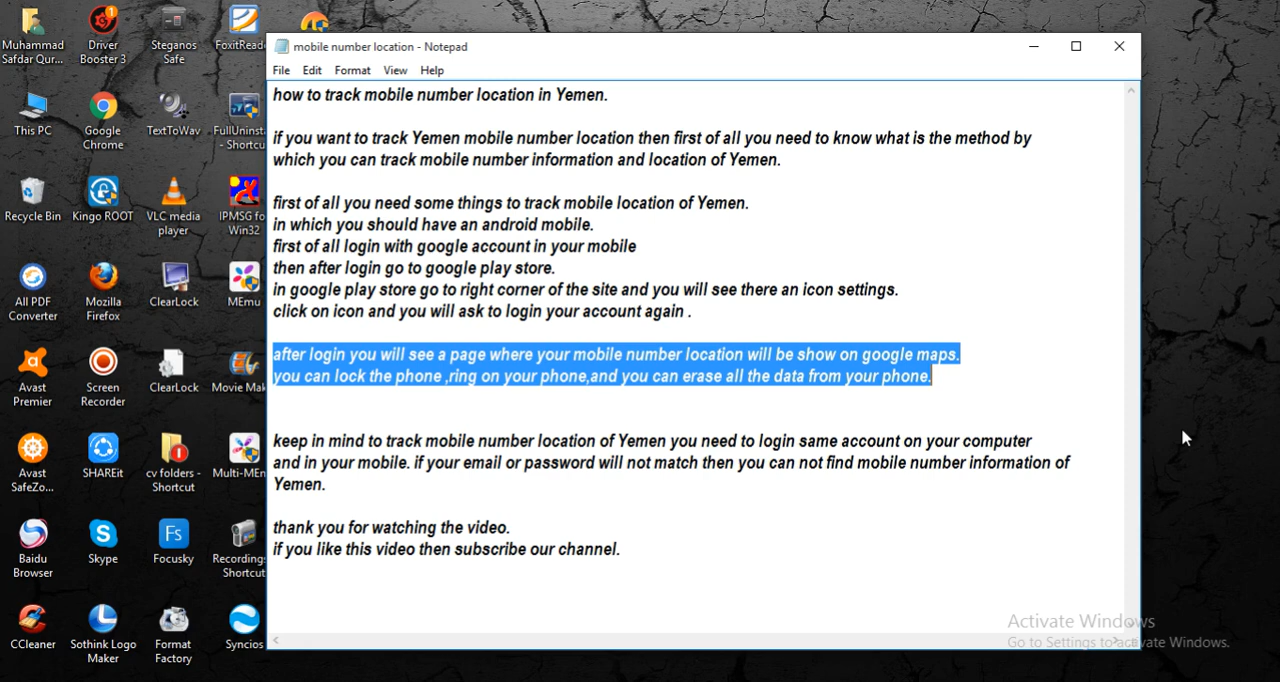 Muhammad
Safdar Qur...
Driver
Booster 3
Steganos
Safe
This PC
Google
Chrome
TextToWav
- Shortcu
Recycle Bin
Kingo ROOT
VLC media
player
IPMSG fo
Win32
All PDF
Converter
Mozilla
Firefox
ClearLock
MEmu
Avast
Premier
Screen
Recorder
ClearLock
Movie Mak
Avast
SafeZo...
SHAREit
cv folders -
Shortcut
Multi-MEm
Baidu
Browser
Skype
Fs
Focusky
Recordings
Shortcut
CCleaner
Sothink Logo
Maker
Format
Factory
Syncios
mobile number location - Notepad
File Edit Format View Help
how to track mobile number location in Yemen.
if you want to track Yemen mobile number location then first of all you need to know what is the method by
which you can track mobile number information and location of Yemen.
first of all you need some things to track mobile location of Yemen.
in which you should have an android mobile.
first of all login with google account in your mobile
then after login go to google play store.
in google play store go to right corner of the site and you will see there an icon settings.
click on icon and you will ask to login your account again .
after login you will see a page where your mobile number location will be show on google maps.
you can lock the phone ,ring on your phone,and you can erase all the data from your phone.
keep in mind to track mobile number location of Yemen you need to login same account on your computer
and in your mobile. if your email or password will not match then you can not find mobile number information of
Yemen.
thank you for watching the video.
if you like this video then subscribe our channel.
Activate Windows
Go to Settings to activate Windows.